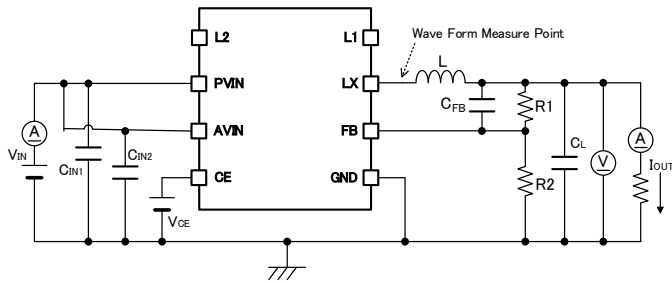 L2
L1
Wave Form Measure Point
PVIN
LX
L
A
CFB
R1
A
AVIN
FB
VIN
CIN1
CIN2
CL
V
IOUT
CE
GND
R2
VCE